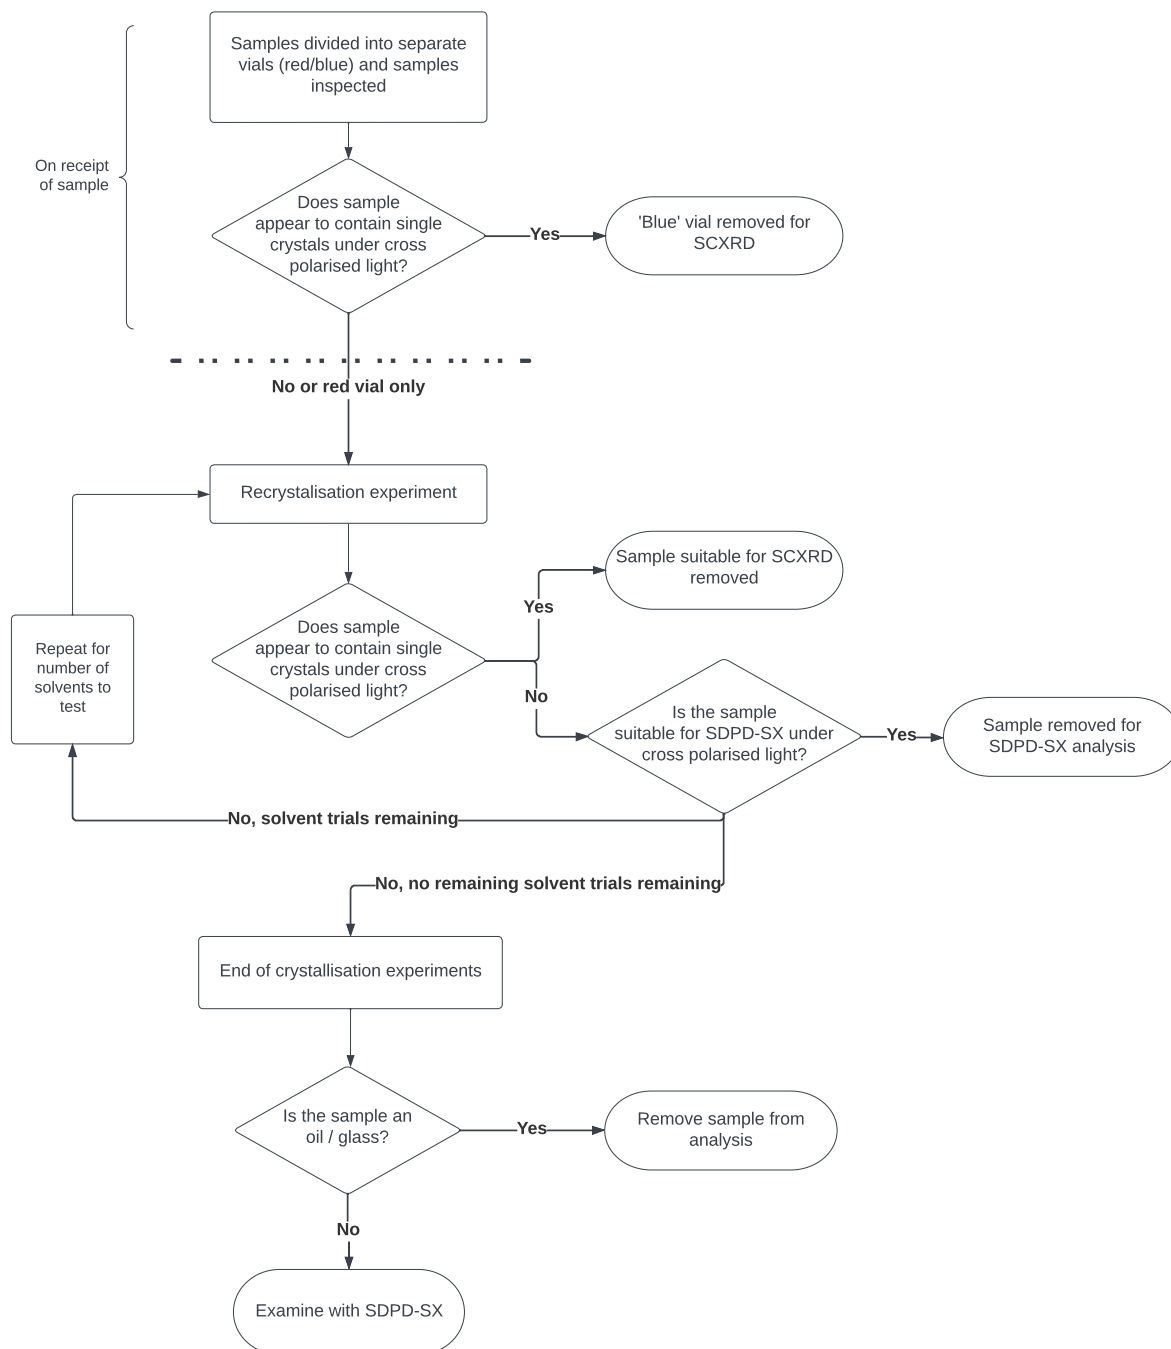 Samples divided into separate
vials (red/blue) and samples
inspected
On receipt
of sample
Does sample
appear to contain single
crystals under cross
polarised light?
Yes
'Blue' vial removed for
SCXRD
No or red vial only
Recrystalisation experiment
Sample suitable for SCXRD
removed
Yes
Does sample
appear to contain single
crystals under cross
polarised light?
Repeat for
number of
solvents to
test
No
Is the sample
suitable for SDPD-SX under
cross polarised light?
Yes
Sample removed for
SDPD-SX analysis
No, solvent trials remaining
No, no remaining solvent trials remaining
End of crystallisation experiments
Is the sample an
oil / glass?
Yes
Remove sample from
analysis
No
Examine with SDPD-SX